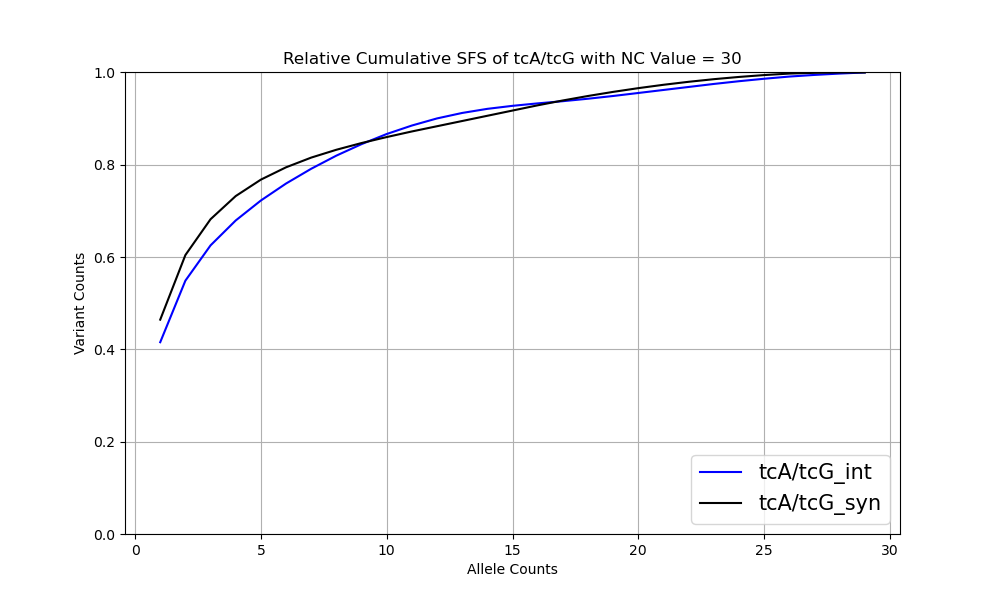 Relative Cumulative SFS of tcA/tcG with NC Value = 30
1.0
0.8
0.6
0.4
0.2
0.0
Variant Counts
0 5 10 15 20 25 30
Allele Counts
tcA/tcG_int
tcA/tcG_syn